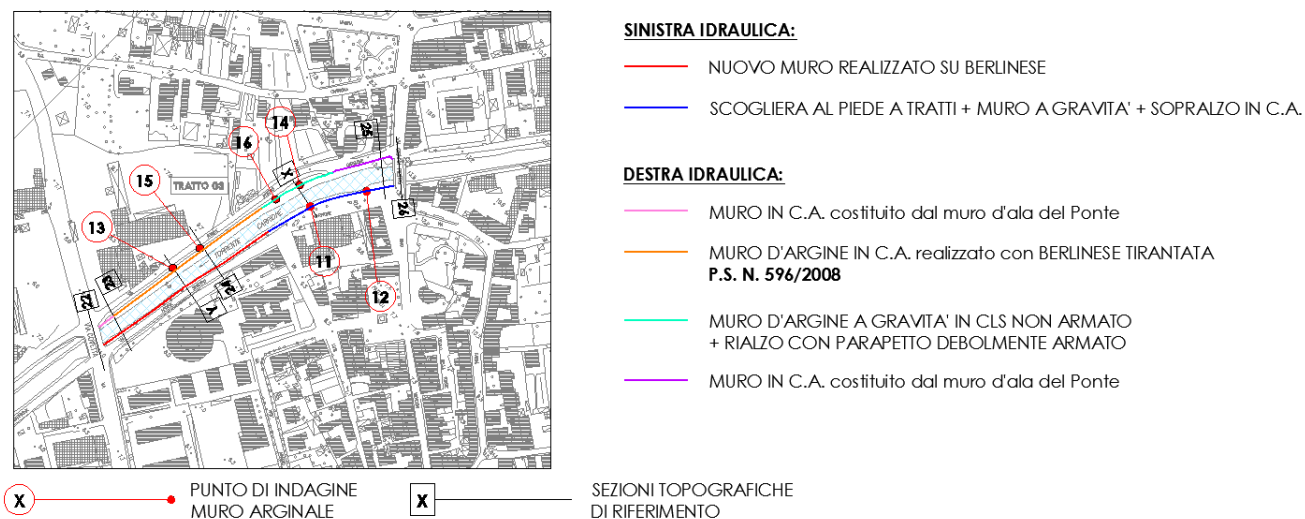 SINISTRA IDRAULICA:
NUOVO MURO REALIZZATO SU BERLINESE
SCOGLIERA AL PIEDE A TRATTI + MURO A GRAVITA' + SOPRALZO IN C.A.
DESTRA IDRAULICA:
MURO IN C.A. costituito dal muro d'ala del Ponte
MURO D'ARGINE IN C.A. realizzato con BERLINESE TIRANTATA
P.S. N. 596/2008
MURO D'ARGINE A GRAVITA' IN CLS NON ARMATO
+ RIALZO CON PARAPETTO DEBOLMENTE ARMATO
MURO IN C.A. costituito dal muro d'ala del Ponte
14
25
16
X
15
TRATTO G3
26
13
TORRENTE CARRIONE
11
24
23
22
Y
12
X
PUNTO DI INDAGINE
MURO ARGINALE
X
SEZIONI TOPOGRAFICHE
DI RIFERIMENTO